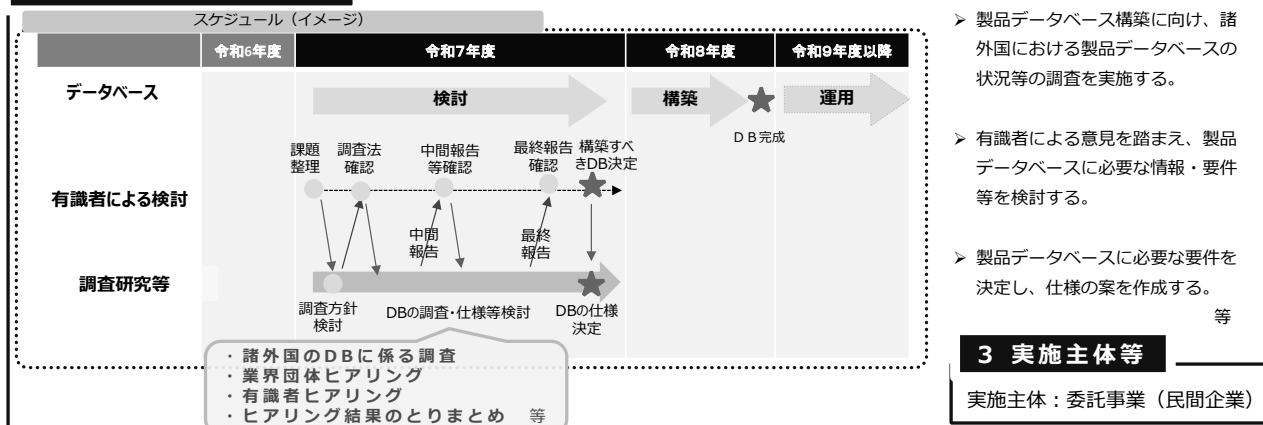 スケジュール（イメージ）
令和6年度
令和7年度
令和8年度
令和9年度以降
データベース
検討
構築
運用
ＤＢ完成
課題
整理
調査法
確認
中間報告
等確認
最終報告
確認
構築すべ
きDB決定
有識者による検討
中間
報告
最終
報告
調査研究等
調査方針
検討
DBの調査・仕様等検討
DBの仕様
決定
・諸外国のＤＢに係る調査
・業界団体ヒアリング
・有識者ヒアリング
・ヒアリング結果のとりまとめ　等
➢ 製品データベース構築に向け、諸
外国における製品データベースの
状況等の調査を実施する。
➢ 有識者による意見を踏まえ、製品
データベースに必要な情報・要件
等を検討する。
➢ 製品データベースに必要な要件を
決定し、仕様の案を作成する。
等
３ 実施主体等
実施主体：委託事業（民間企業）